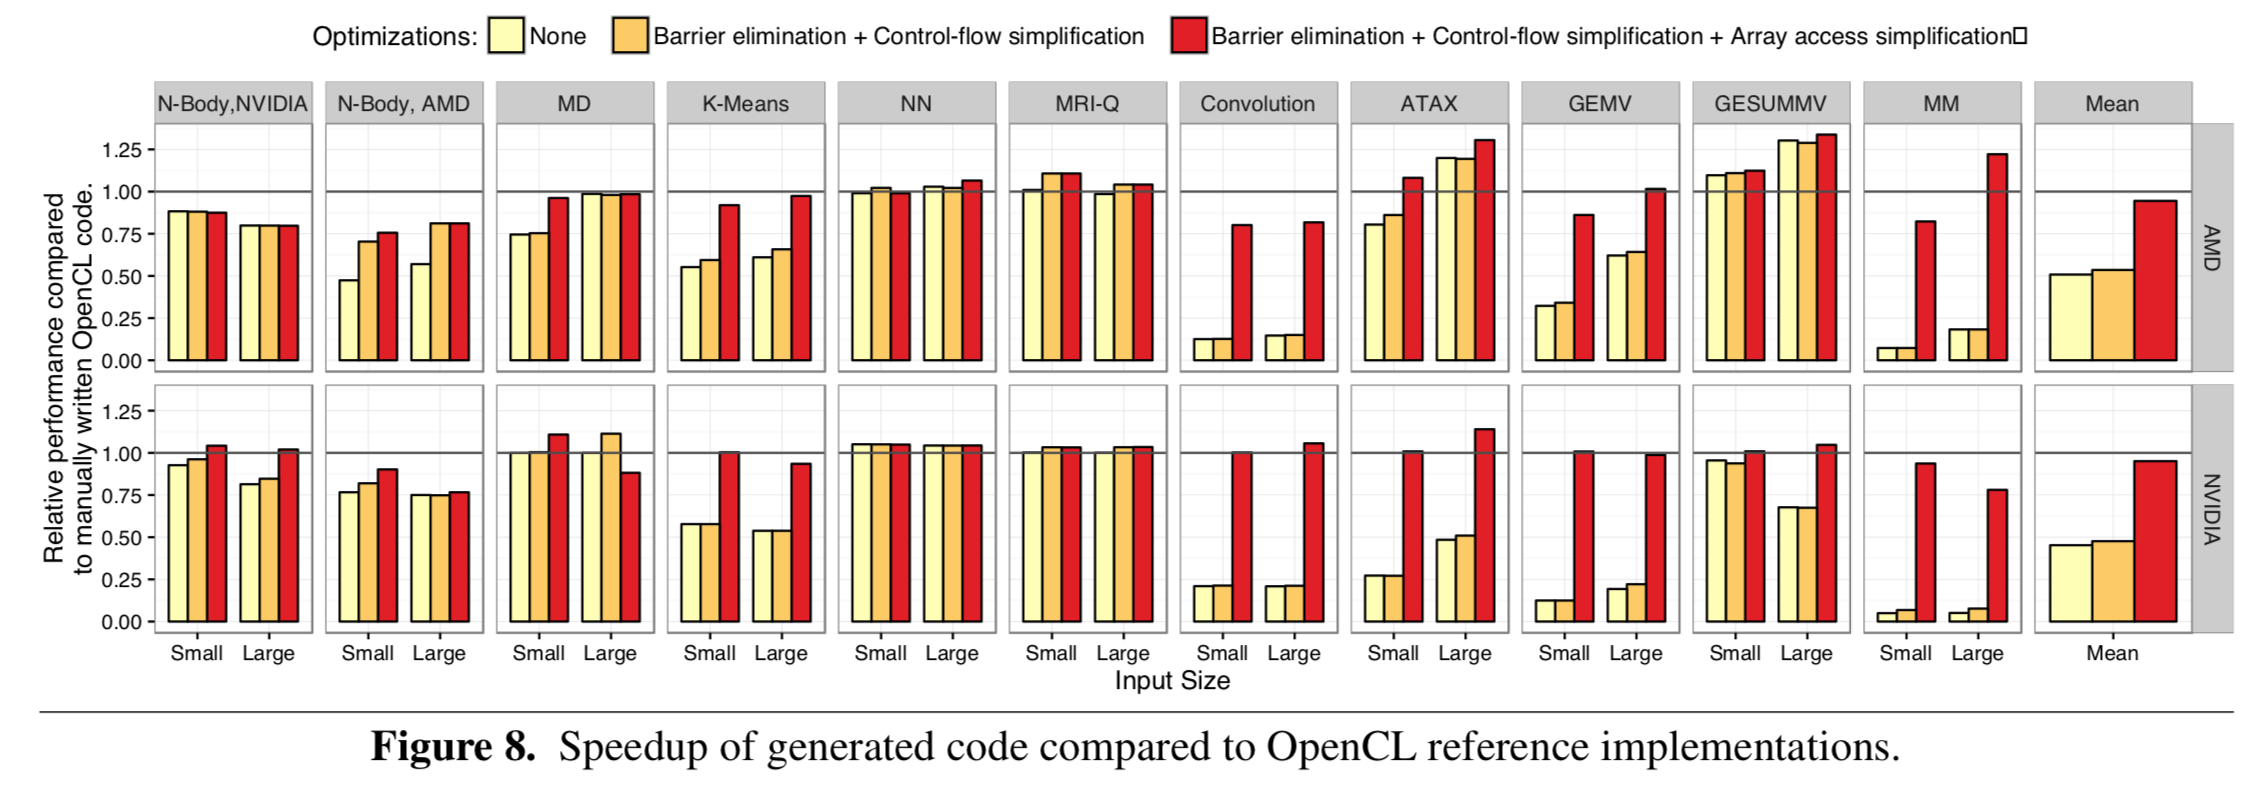 Optimizations: None Barrier elimination + Control-flow simplification Barrier elimination + Control-flow simplification + Array access simplification□
N-Body,NVIDIA N-Body, AMD MD K-Means NN MRI-Q Convolution ATAX GEMV GESUMMV MM Mean
Relative performance compared
to manually written OpenCL code.
1.25
1.00
0.75
0.50
0.25
0.00
AMD
1.25
1.00
0.75
0.50
0.25
0.00
NVIDIA
Small Large Small Large Small Large Small Large Small Large Small Large Small Large Small Large Small Large Small Large Small Large Mean
Input Size
Figure 8. Speedup of generated code compared to OpenCL reference implementations.